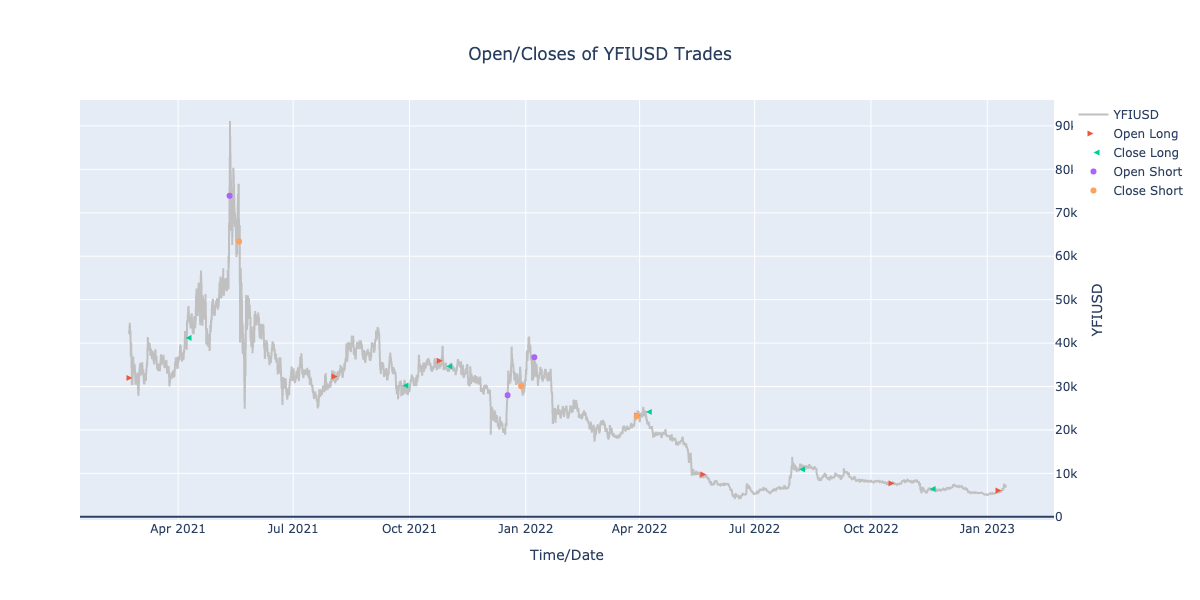 Open/Closes of YFIUSD Trades
YFIUSD
Open Long
Close Long
Open Short
Close Short
90
80
70k
60k
50k
40k
30k
20k
10k
0
YFIUSD
Apr 2021
Jul 2021
Oct 2021
Jan 2022
Apr 2022
Jul 2022
Oct 2022
Jan 2023
Time/Date